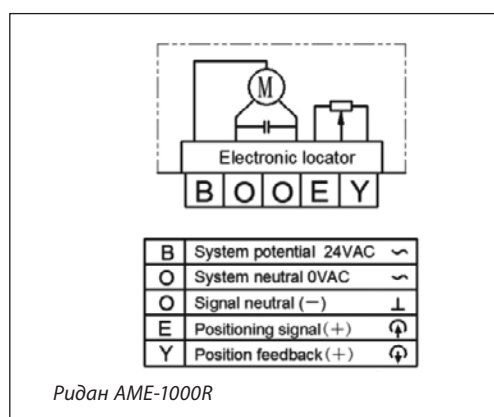 M
Electronic locator
B O O E Y
B System potential 24VAC ~
O System neutral 0VAC ~
O Signal neutral (—) ⊥
E Positioning signal (+)
Y Position feedback (+)
Ридан AME-1000R